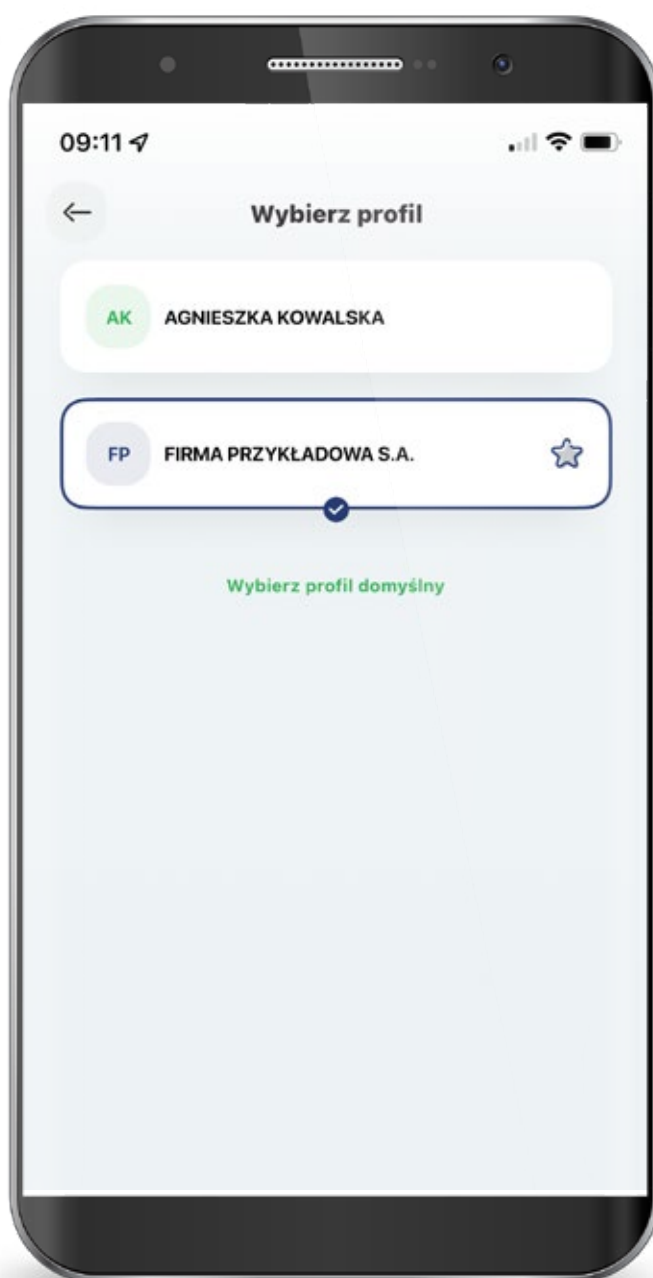 09:11
Wybierz profil
AK AGNIESZKA KOWALSKA
FP FIRMA PRZYKŁADOWA S.A.
Wybierz profil domyślny